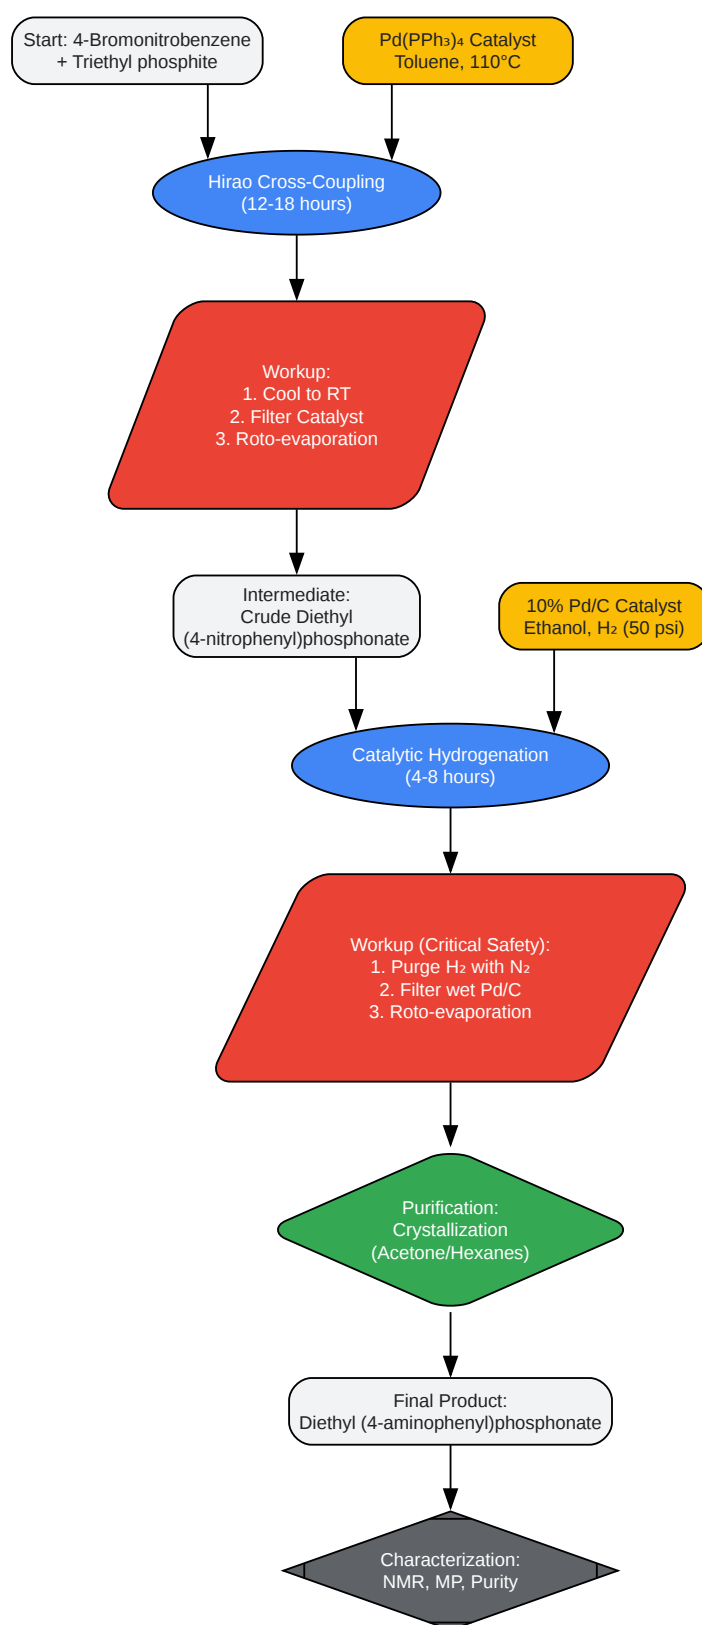 Start: 4-Bromonitrobenzene
+ Triethyl phosphite
Pd(PPh₃)₄ Catalyst
Toluene, 110°C
Hirao Cross-Coupling
(12-18 hours)
Workup:
1. Cool to RT
2. Filter Catalyst
3. Roto-evaporation
Intermediate:
Crude Diethyl
(4-nitrophenyl)phosphonate
10% Pd/C Catalyst
Ethanol, H₂ (50 psi)
Catalytic Hydrogenation
(4-8 hours)
Workup (Critical Safety):
1. Purge H₂ with N₂
2. Filter wet Pd/C
3. Roto-evaporation
Purification:
Crystallization
(Acetone/Hexanes)
Final Product:
Diethyl (4-aminophenyl)phosphonate
Characterization:
NMR, MP, Purity